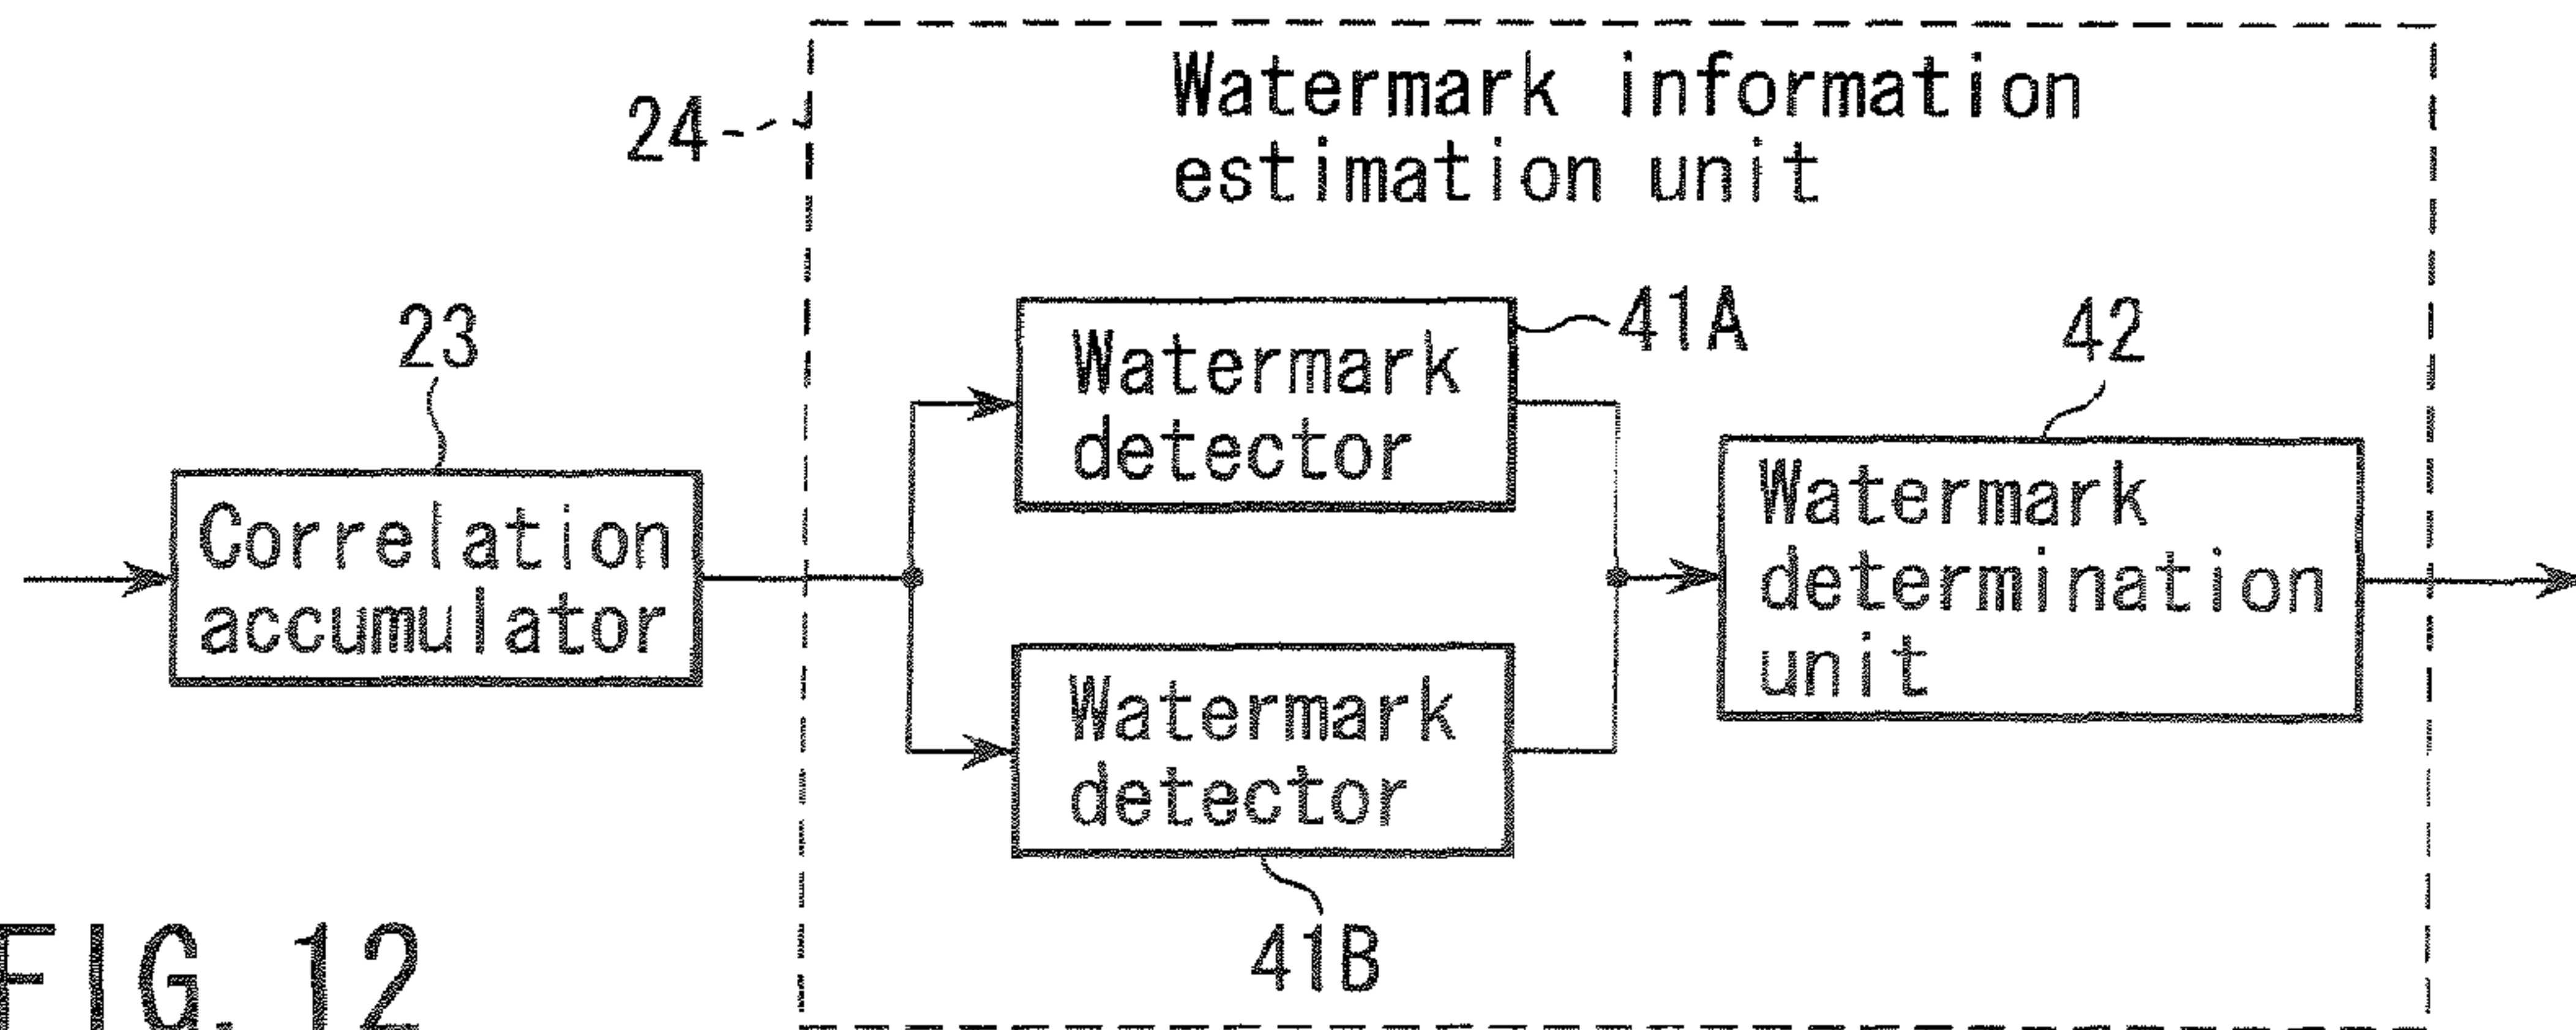 Watermark information
estimation unit
24
23
Correlation
accumulator
41A
Watermark
detector
Watermark
detector
41B
42
Watermark
determination
unit
FIG. 12